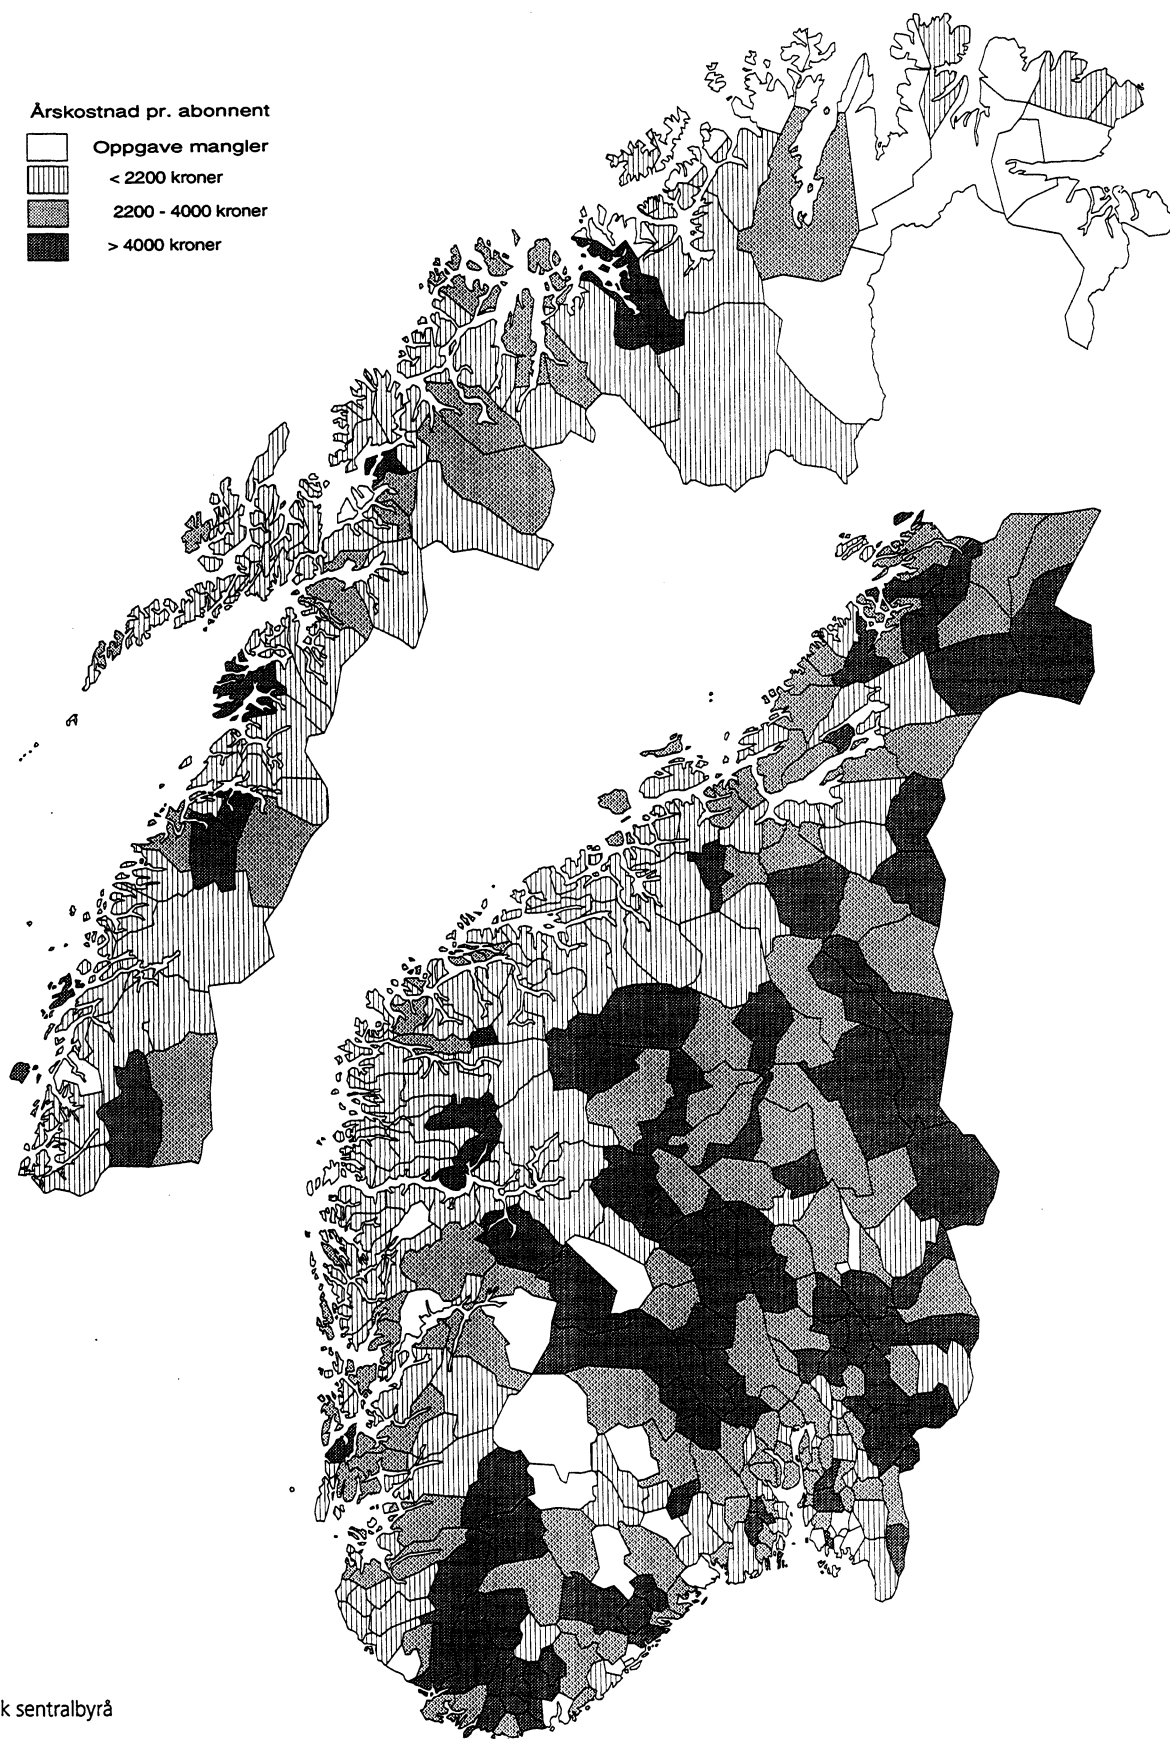 Årskostnad pr. abonnent
Oppgave mangler
< 2200 kroner
2200 - 4000 kroner
> 4000 kroner
k sentralbyrå